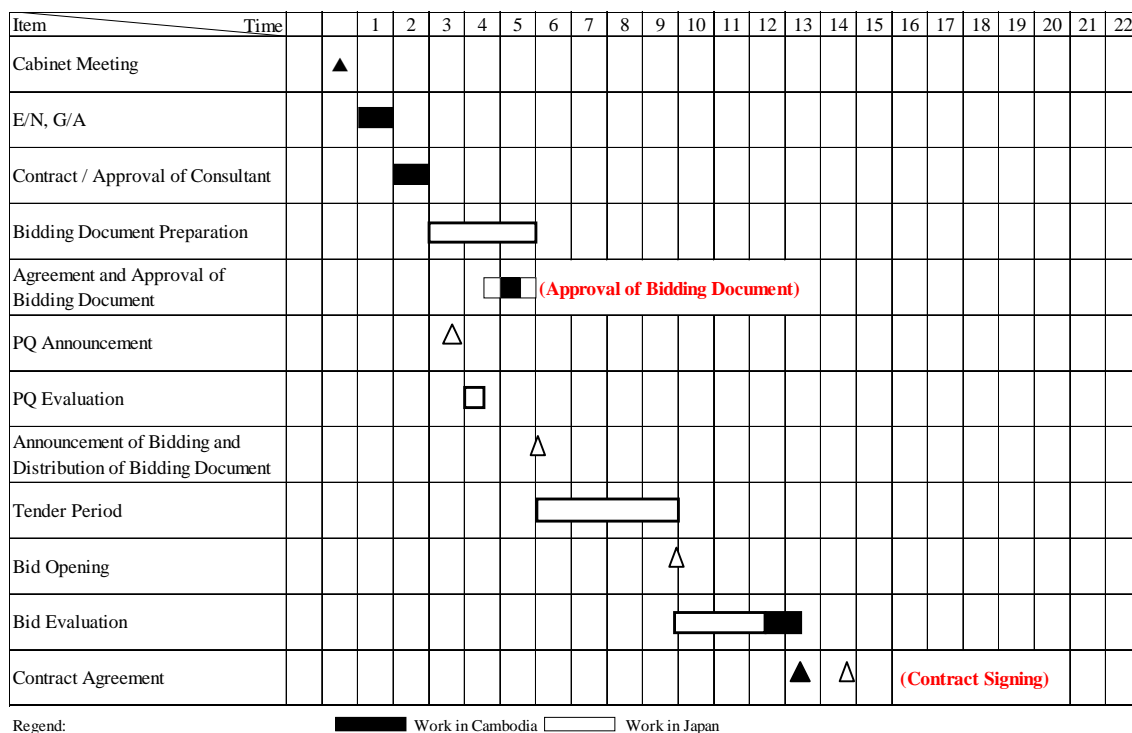 Item Time 1 2 3 4 5 6 7 8 9 10 11 12 13 14 15 16 17 18 19 20 21 22
Cabinet Meeting
E/N, G/A
Contract / Approval of Consultant
Bidding Document Preparation
Agreement and Approval of
Bidding Document
(Approval of Bidding Document)
PQ Announcement
PQ Evaluation
Announcement of Bidding and
Distribution of Bidding Document
Tender Period
Bid Opening
Bid Evaluation
Contract Agreement
(Contract Signing)
Regend: Work in Cambodia Work in Japan